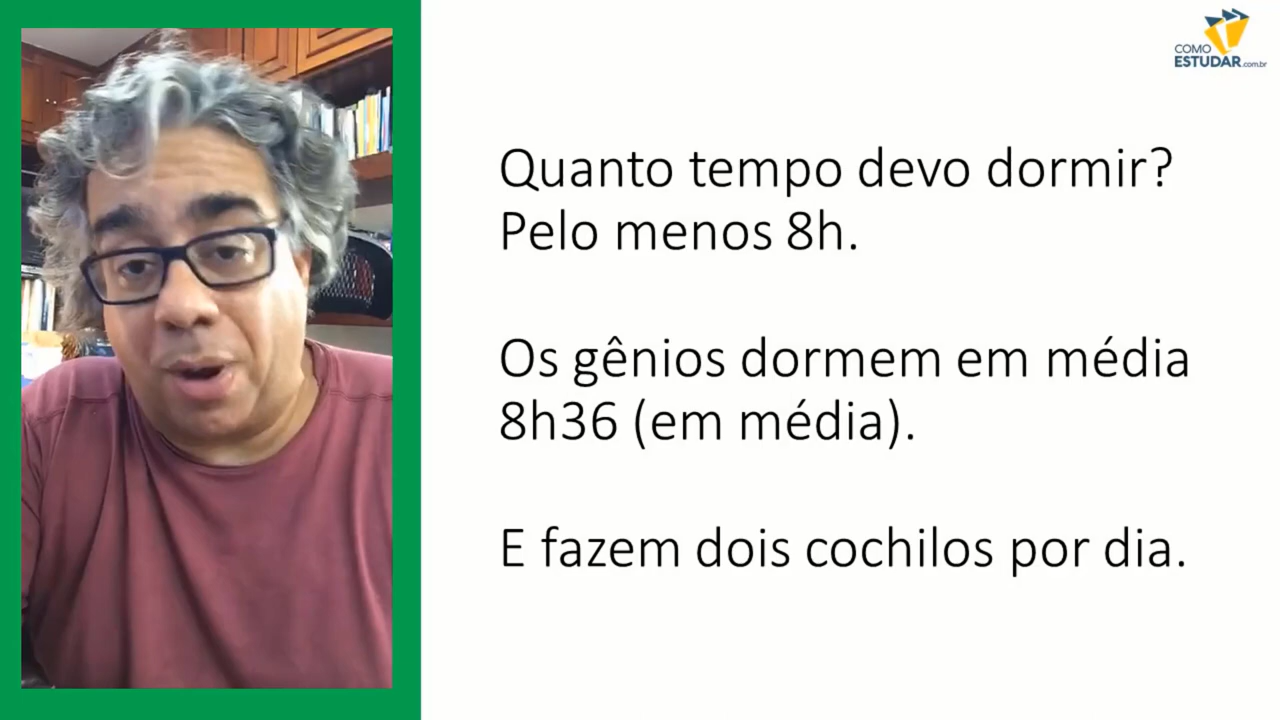 COMO
ESTUDAR.com.br
Quanto tempo devo dormir?
Pelo menos 8h.
Os gênios dormem em média
8h36 (em média).
E fazem dois cochilos por dia.